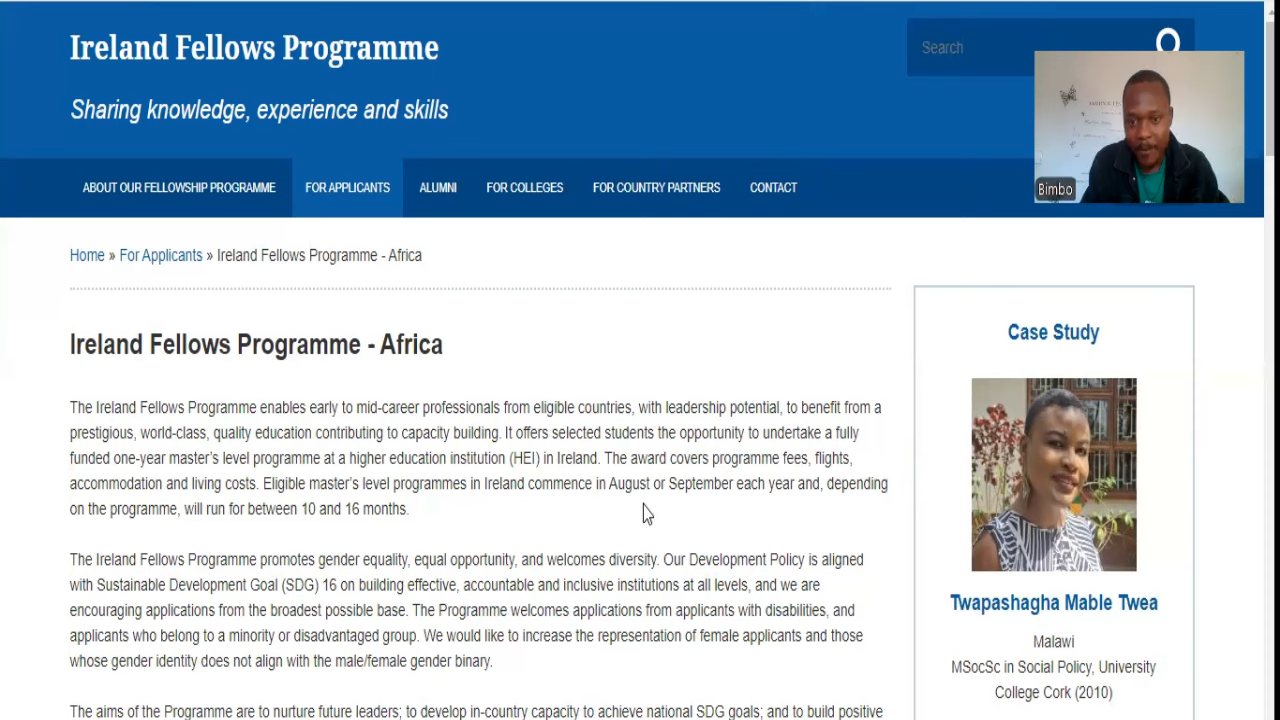 Ireland Fellows Programme
Search
Sharing knowledge, experience and skills
Bimbo
ABOUT OUR FELLOWSHIP PROGRAMME
FOR APPLICANTS
ALUMNI
FOR COLLEGES
FOR COUNTRY PARTNERS
CONTACT
Home » For Applicants » Ireland Fellows Programme - Africa
Ireland Fellows Programme - Africa
The Ireland Fellows Programme enables early to mid-career professionals from eligible countries, with leadership potential, to benefit from a
prestigious, world-class, quality education contributing to capacity building. It offers selected students the opportunity to undertake a fully
funded one-year master's level programme at a higher education institution (HEI) in Ireland. The award covers programme fees, flights,
accommodation and living costs. Eligible master's level programmes in Ireland commence in August or September each year and, depending
on the programme, will run for between 10 and 16 months.
The Ireland Fellows Programme promotes gender equality, equal opportunity, and welcomes diversity. Our Development Policy is aligned
with Sustainable Development Goal (SDG) 16 on building effective, accountable and inclusive institutions at all levels, and we are
encouraging applications from the broadest possible base. The Programme welcomes applications from applicants with disabilities, and
applicants who belong to a minority or disadvantaged group. We would like to increase the representation of female applicants and those
whose gender identity does not align with the male/female gender binary.
The aims of the Programme are to nurture future leaders; to develop in-country capacity to achieve national SDG goals; and to build positive
Case Study
Twapashagha Mable Twea
Malawi
MSocSc in Social Policy, University
College Cork (2010)